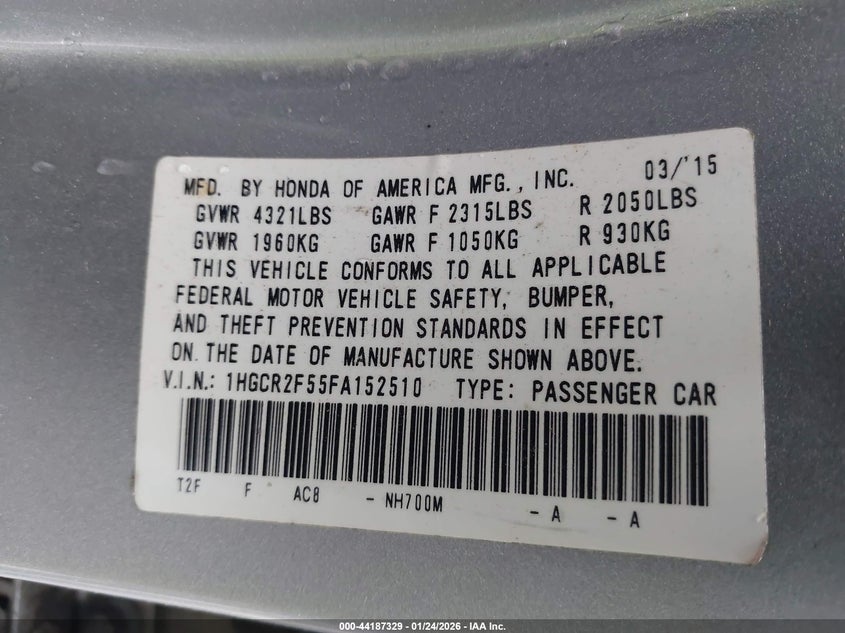 MFD. BY HONDA OF AMERICA MFG., INC. 03/'15
GVWR 4321LBS GAWR F 2315LBS R 2050LBS
GVWR 1960KG GAWR F 1050KG R 930KG
THIS VEHICLE CONFORMS TO ALL APPLICABLE
FEDERAL MOTOR VEHICLE SAFETY, BUMPER,
AND THEFT PREVENTION STANDARDS IN EFFECT
ON THE DATE OF MANUFACTURE SHOWN ABOVE.
V.I.N.: 1HGCR2F55FA152510 TYPE: PASSENGER CAR
T2F F AC8 - NH700M - A - A
000-44187329 - 01/24/2026 - IAA Inc.